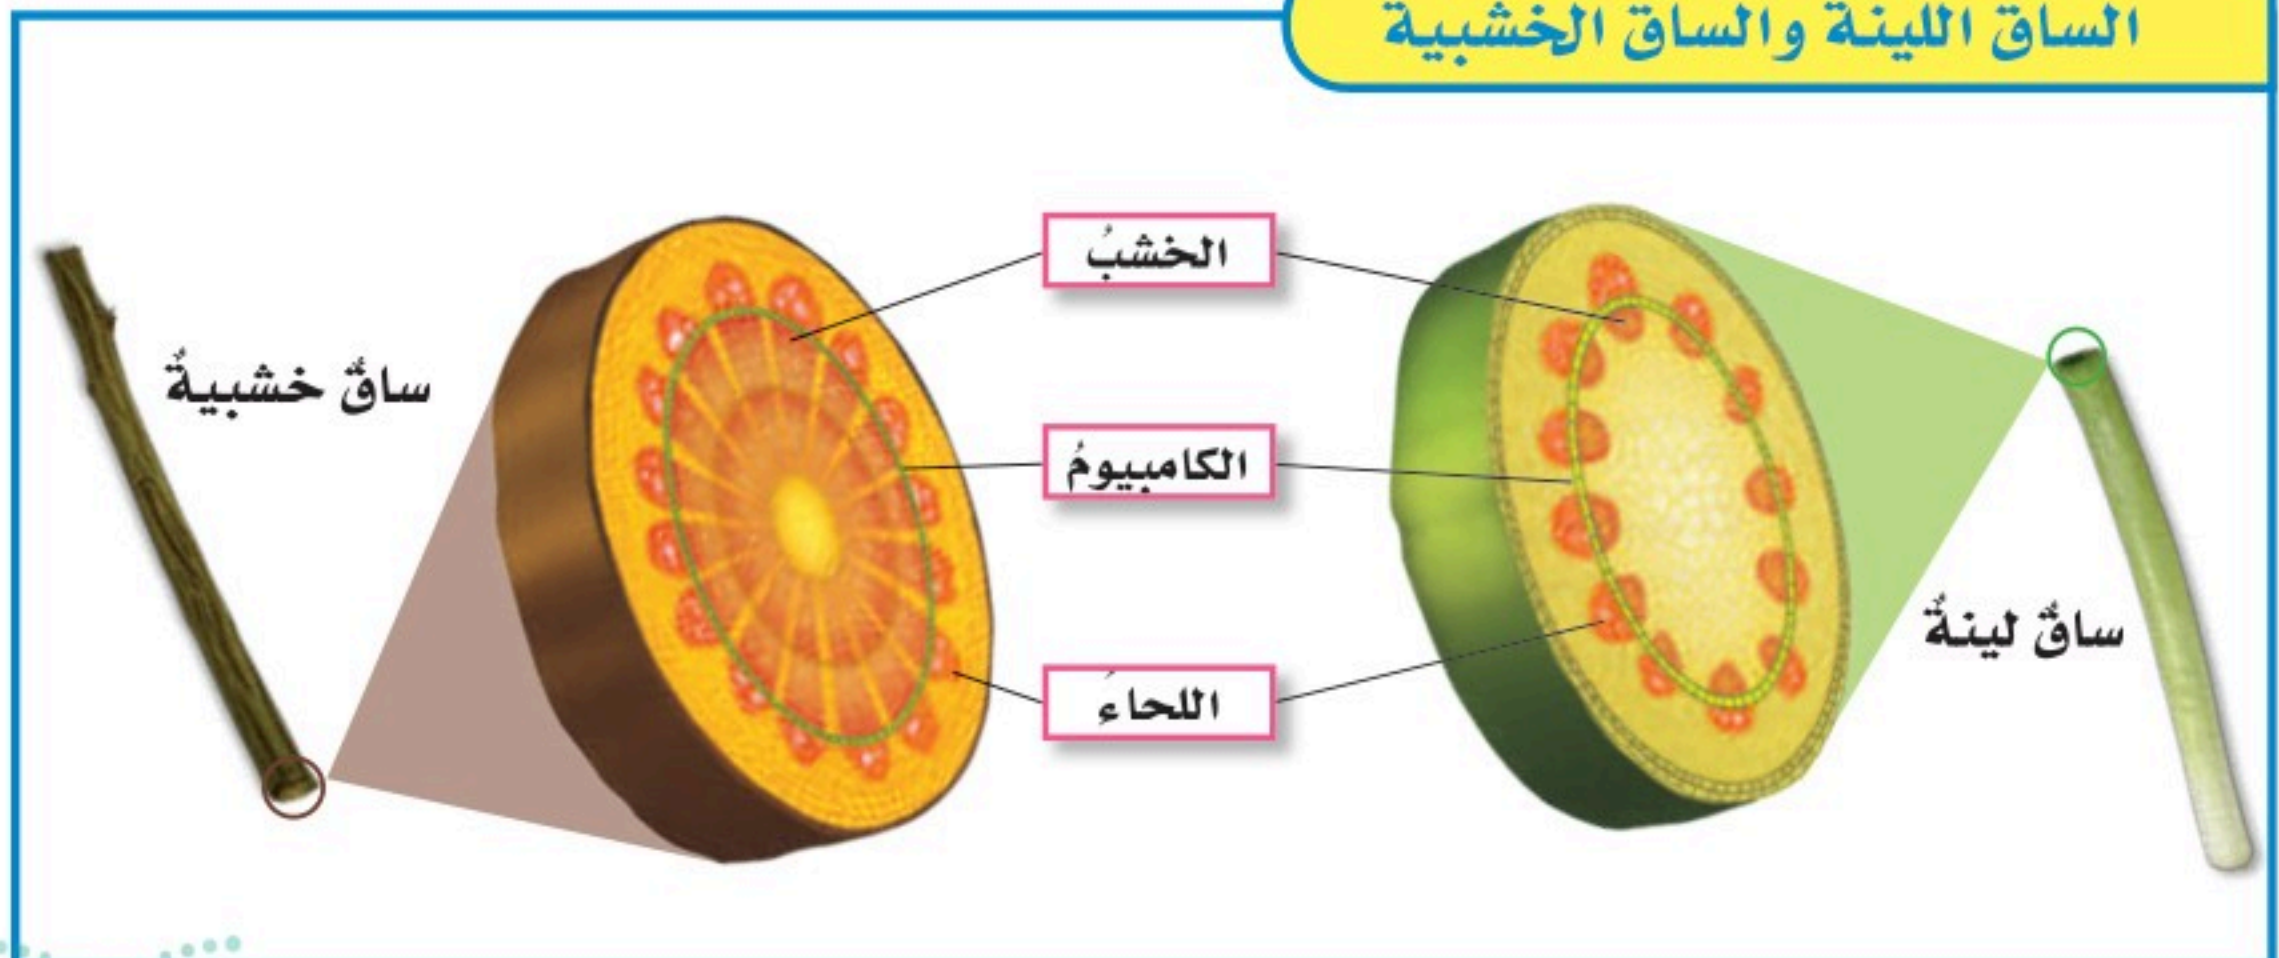 الساق اللينة والساق الخشبية
الخشبُ
ساقٌ خشبيةٌ
الكامبيومُ
ساقٌ لينةٌ
اللحاءَ